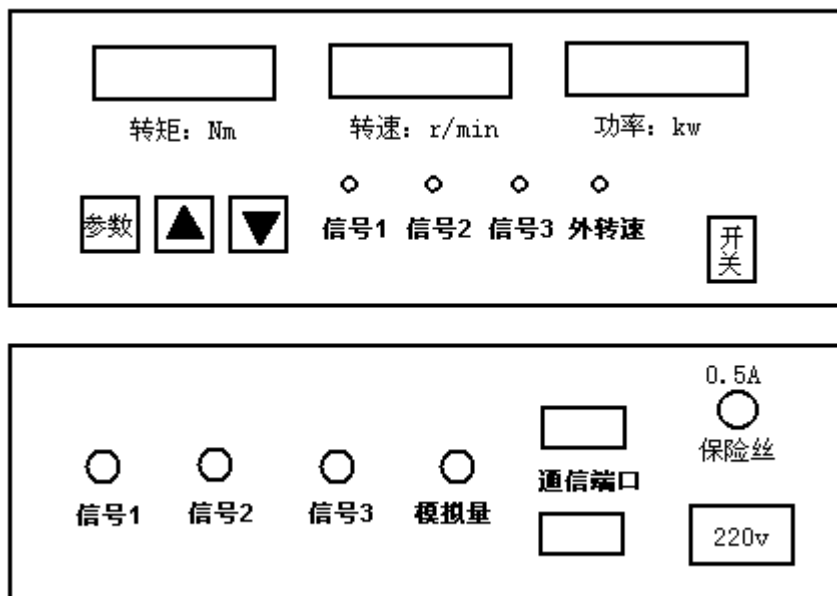 转矩: Nm 转速: r/min 功率: kw
参数
信号1 信号2 信号3 外转速
开
关
0.5A
保险丝
通信端口
信号1 信号2 信号3 模拟量
220v